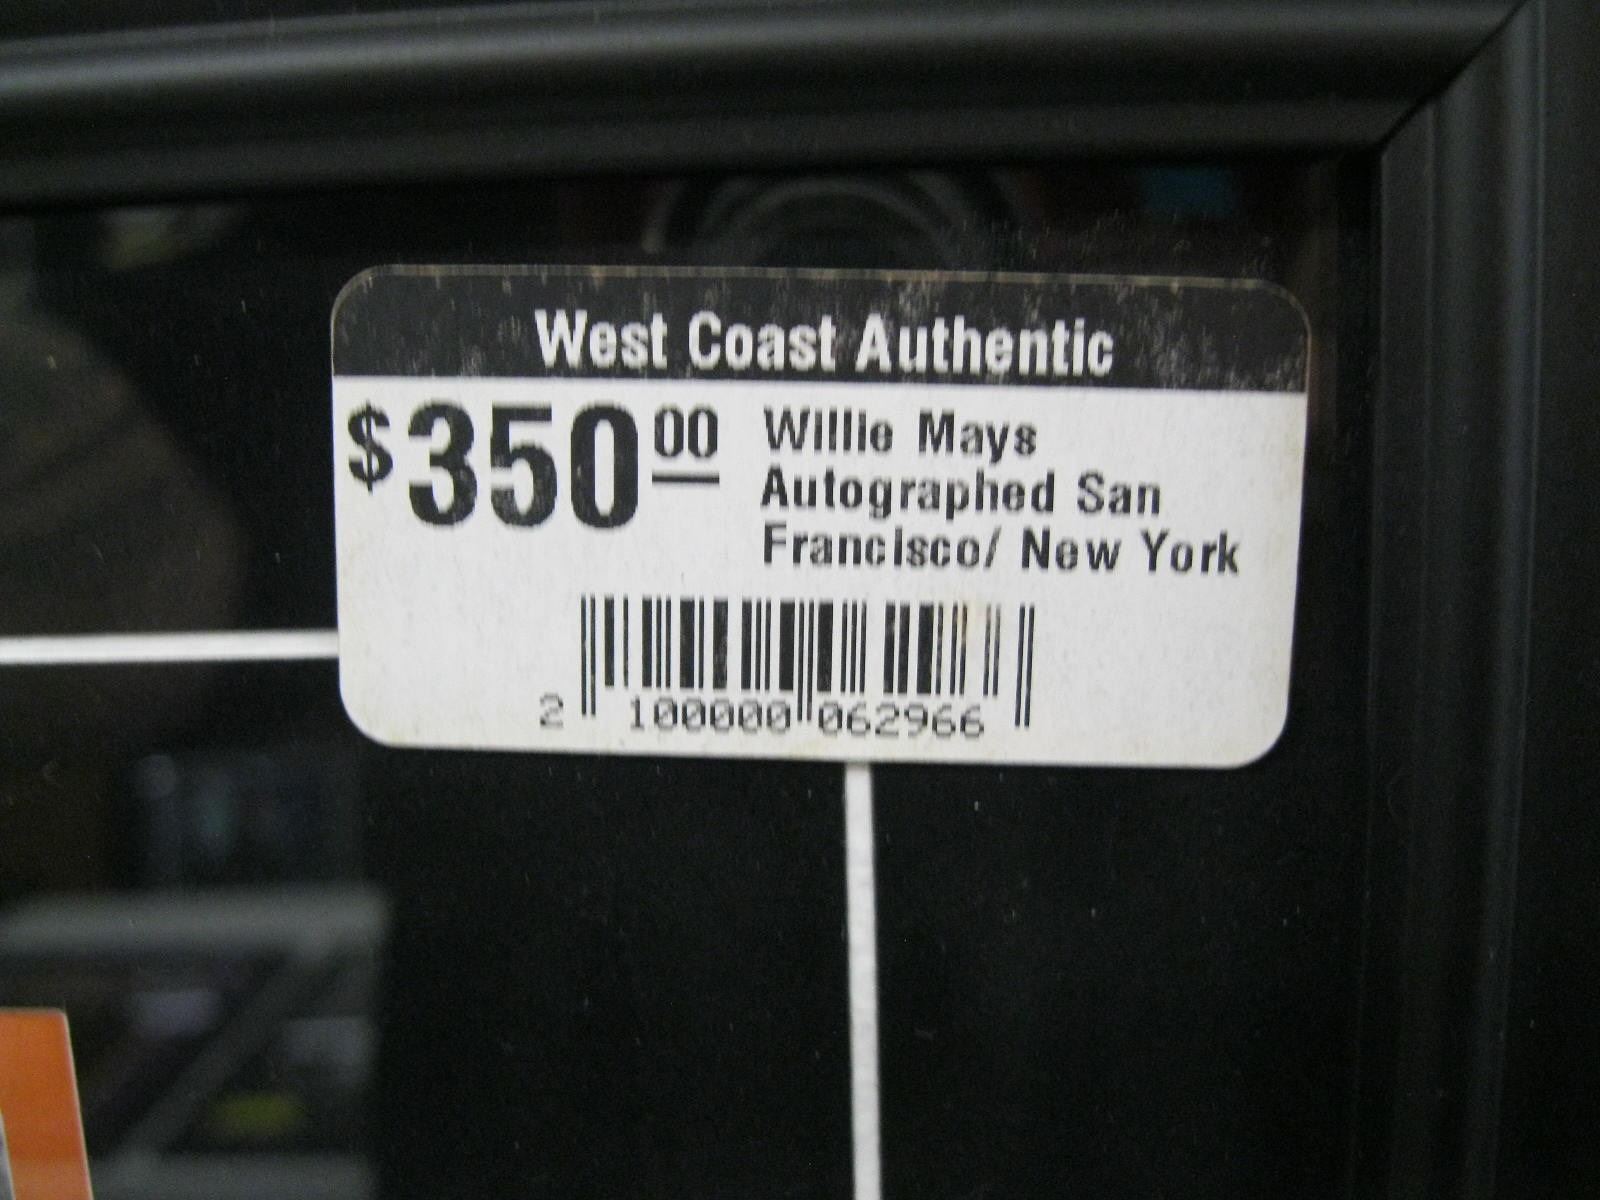 West Coast Authentic
$350.00
Willie Mays
Autographed San
Francisco/ New York
2 100000 062966